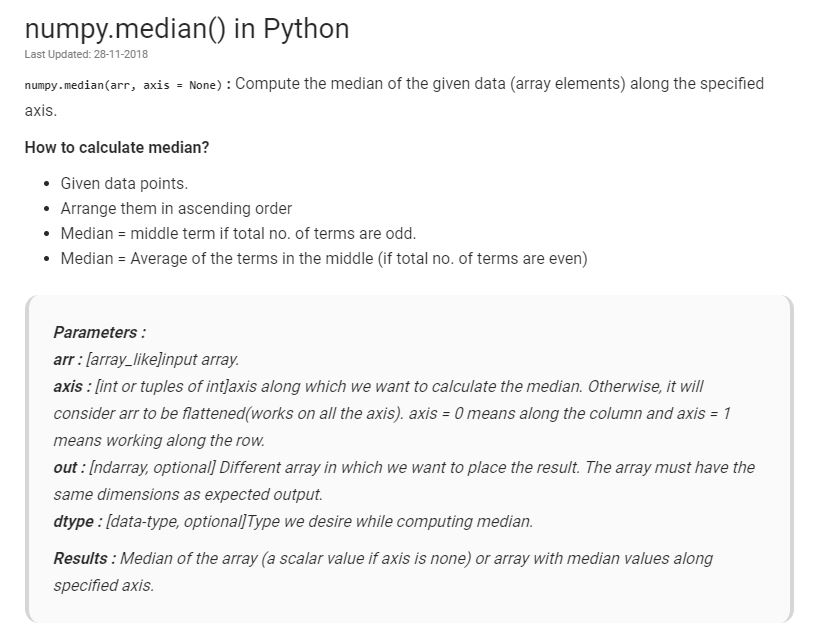 numpy.median() in Python
Last Updated: 28-11-2018
numpy.median(arr, axis = None) : Compute the median of the given data (array elements) along the specified
axis.
How to calculate median?
• Given data points.
• Arrange them in ascending order
• Median = middle term if total no. of terms are odd.
• Median = Average of the terms in the middle (if total no. of terms are even)
Parameters :
arr : [array_like]input array.
axis : [int or tuples of int]axis along which we want to calculate the median. Otherwise, it will
consider arr to be flattened(works on all the axis). axis = 0 means along the column and axis = 1
means working along the row.
out : [ndarray, optional] Different array in which we want to place the result. The array must have the
same dimensions as expected output.
dtype : [data-type, optional]Type we desire while computing median.
Results : Median of the array (a scalar value if axis is none) or array with median values along
specified axis.